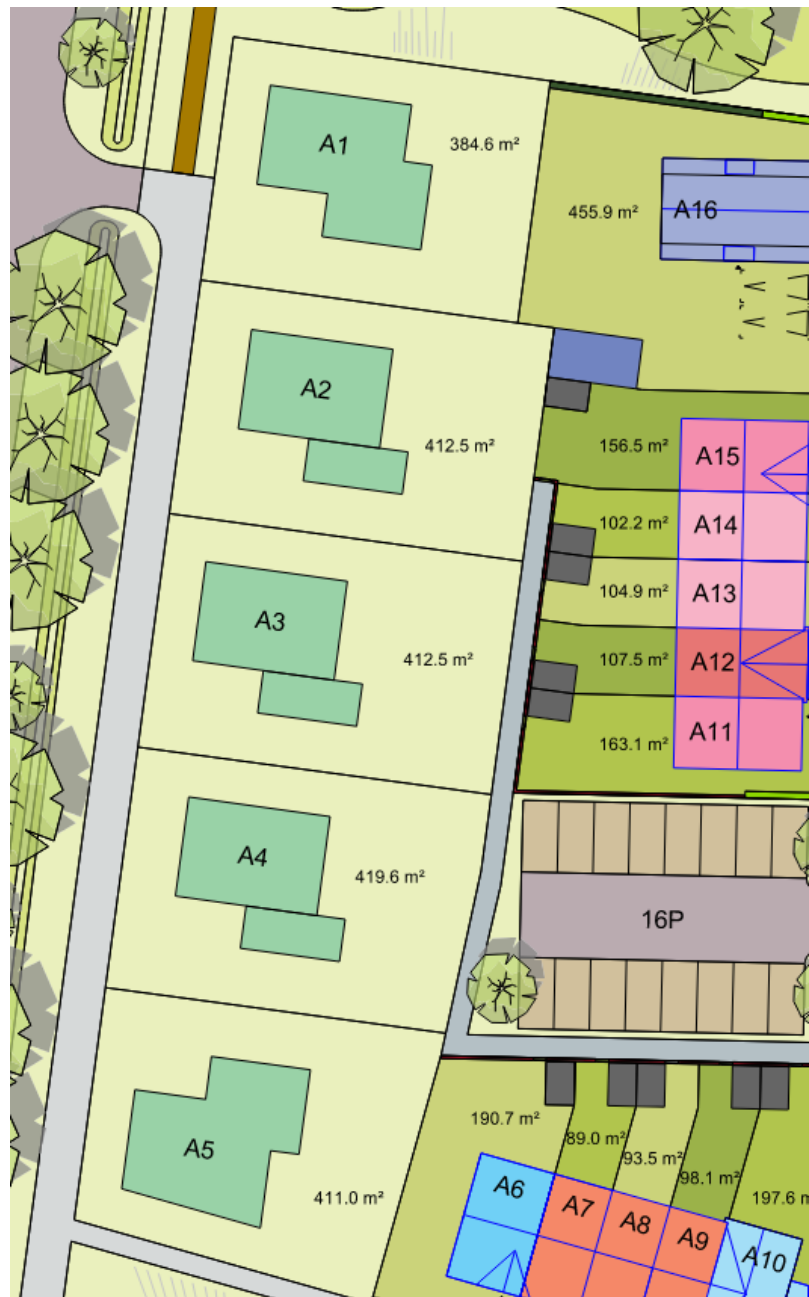 A1
384.6 m²
455.9 m²
A16
A2
412.5 m²
156.5 m²
A15
102.2 m²
A14
104.9 m²
A13
A3
412.5 m²
107.5 m²
A12
163.1 m²
A11
A4
419.6 m²
16P
A5
411.0 m²
190.7 m²
89.0 m²
93.5 m²
98.1 m²
197.6 m
A6
A7
A8
A9
A10